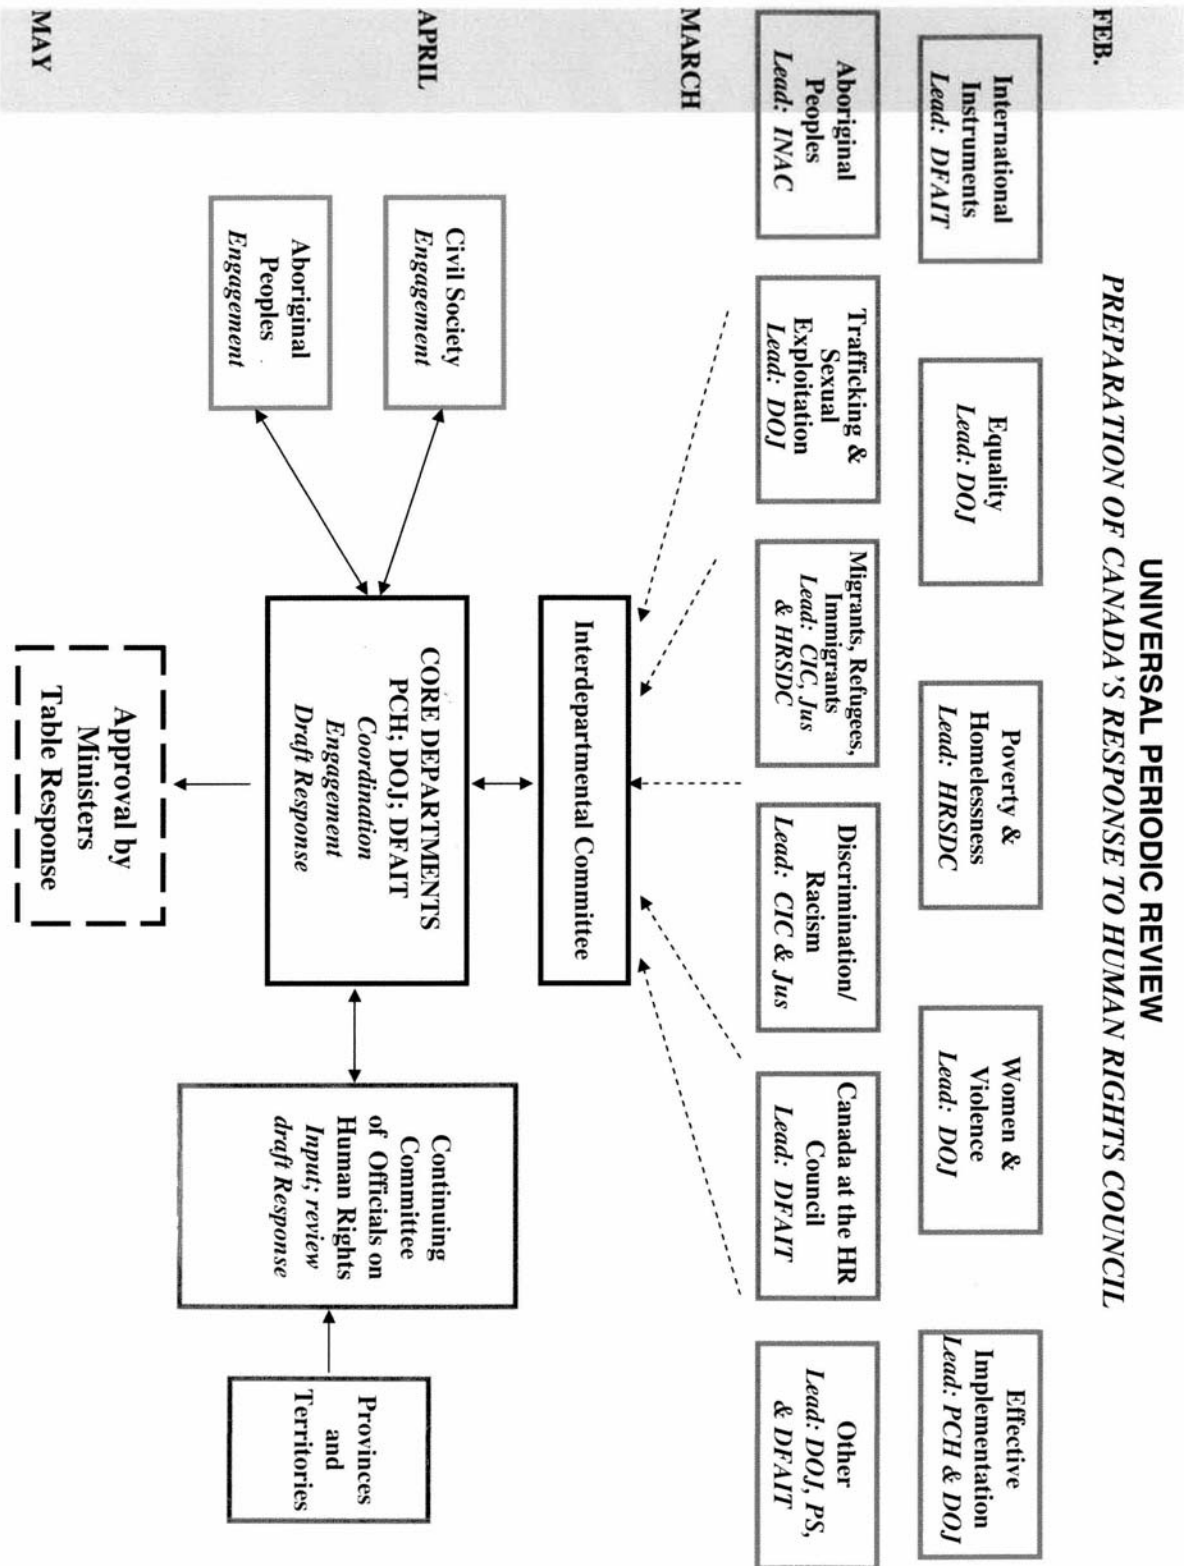 UNIVERSAL PERIODIC REVIEW
PREPARATION OF CANADA'S RESPONSE TO HUMAN RIGHTS COUNCIL
FEB.
International
Instruments
Lead: DFAIT
Equality
Lead: DOJ
Poverty &
Homelessness
Lead: HRSDC
Women &
Violence
Lead: DOJ
Effective
Implementation
Lead: PCH & DOJ
Aboriginal
Peoples
Lead: INAC
Trafficking &
Sexual
Exploitation
Lead: DOJ
Migrants, Refugees,
Immigrants
Lead: CIC, Jus
& HRSDC
Discrimination/
Racism
Lead: CIC & Jus
Canada at the HR
Council
Lead: DFAIT
Other
Lead: DOJ, PS,
& DFAIT
MARCH
Interdepartmental Committee
APRIL
Civil Society
Engagement
Aboriginal
Peoples
Engagement
CORE DEPARTMENTS
PCH; DOJ; DFAIT
Coordination
Engagement
Draft Response
Continuing
Committee
of Officials on
Human Rights
Input; review
draft Response
Provinces
and
Territories
MAY
Approval by
Ministers
Table Response